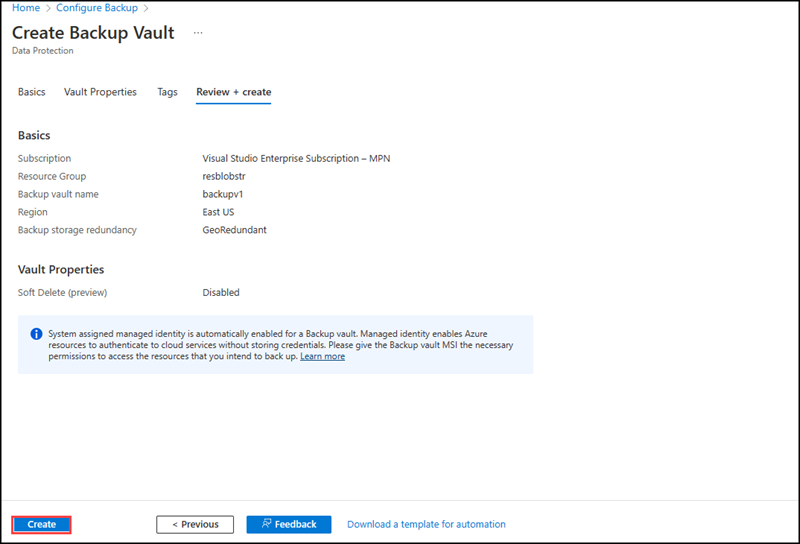 Home > Configure Backup >
Create Backup Vault ...
Data Protection
Basics Vault Properties Tags Review + create
Basics
Subscription Visual Studio Enterprise Subscription – MPN
Resource Group resblobstr
Backup vault name backupv1
Region East US
Backup storage redundancy GeoRedundant
Vault Properties
Soft Delete (preview) Disabled
System assigned managed identity is automatically enabled for a Backup vault. Managed identity enables Azure
resources to authenticate to cloud services without storing credentials. Please give the Backup vault MSI the necessary
permissions to access the resources that you intend to back up. Learn more
Create < Previous Feedback Download a template for automation